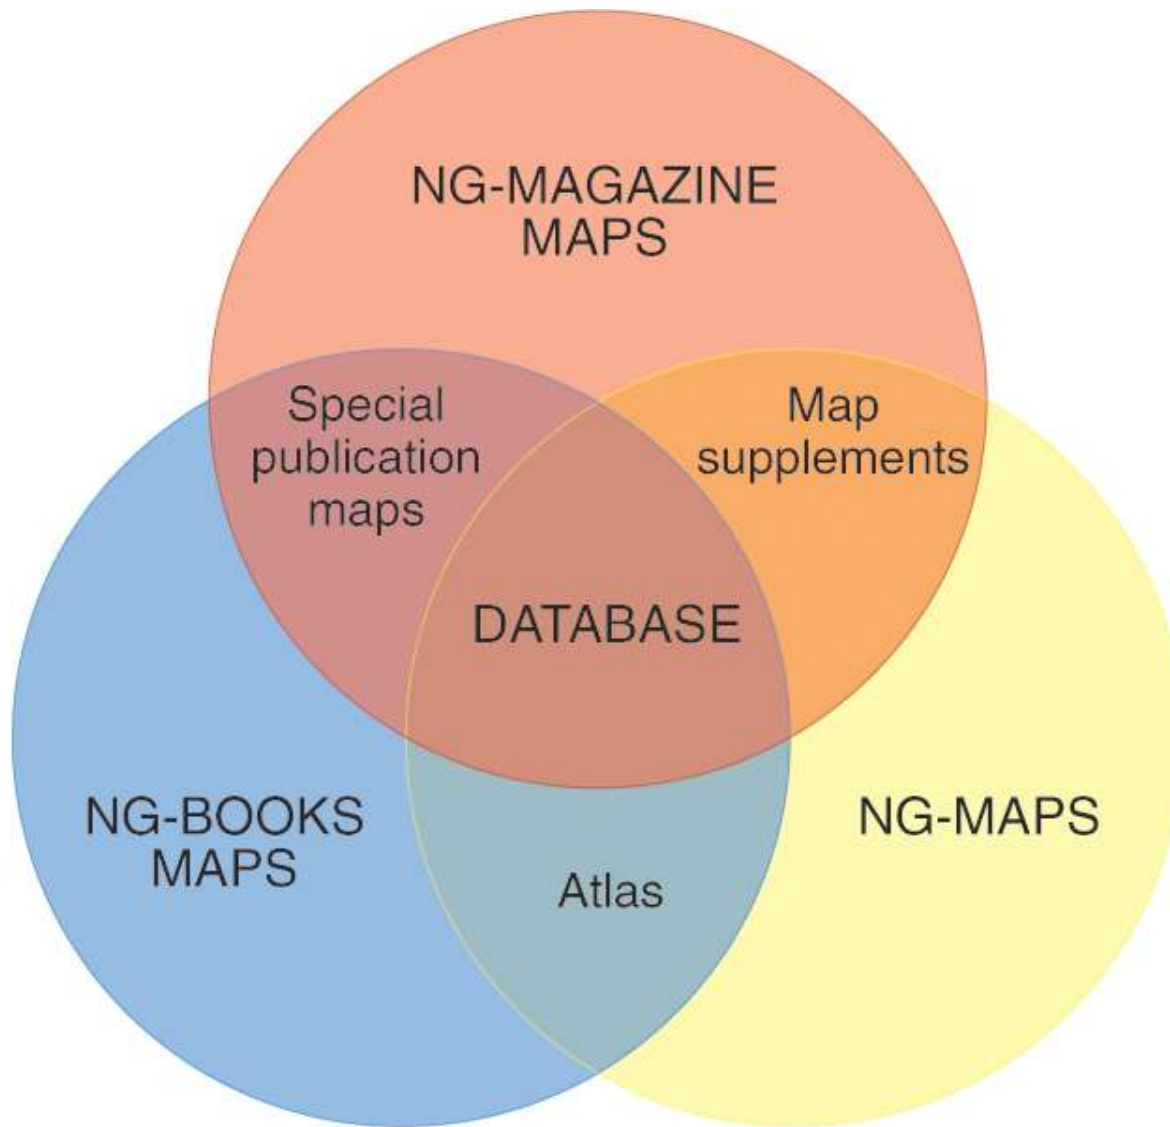 NG-MAGAZINE
MAPS
Special
publication
maps
Map
supplements
DATABASE
NG-BOOKS
MAPS
NG-MAPS
Atlas